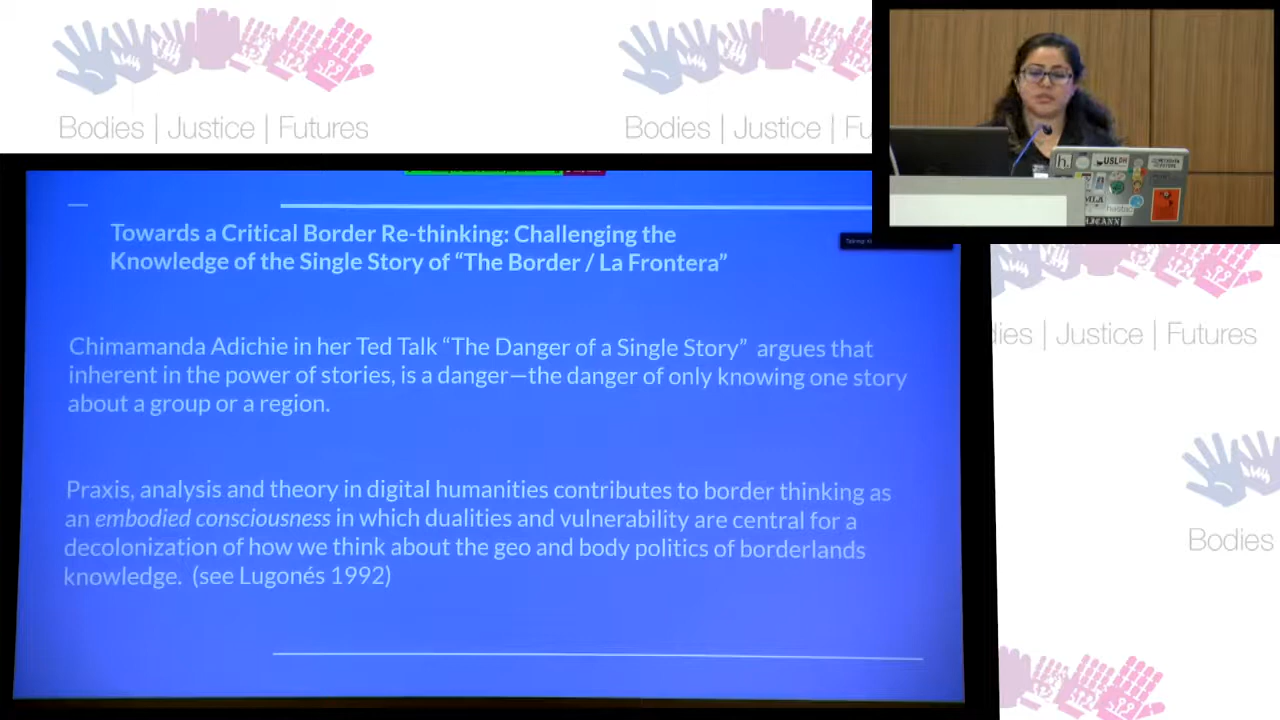 Bodies | Justice | Futures
Bodies | Justice | Fu
Towards a Critical Border Re-thinking: Challenging the
Knowledge of the Single Story of “The Border / La Frontera”
Chimamanda Adichie in her Ted Talk “The Danger of a Single Story” argues that
inherent in the power of stories, is a danger—the danger of only knowing one story
about a group or a region.
Praxis, analysis and theory in digital humanities contributes to border thinking as
an embodied consciousness in which dualities and vulnerability are central for a
decolonization of how we think about the geo and body politics of borderlands
knowledge. (see Lugonés 1992)
h.
USLDH
MLA
dies | Justice | Futures
Bodies